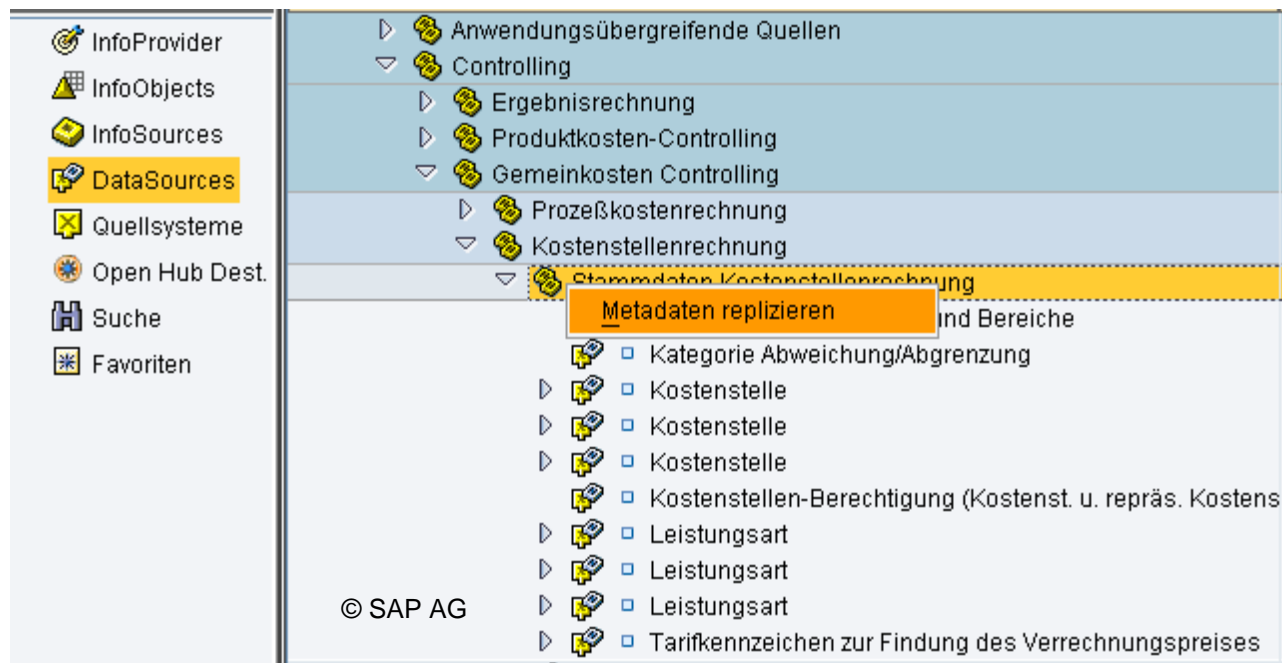 InfoProvider
InfoObjects
InfoSources
DataSources
Quellsysteme
Open Hub Dest.
Suche
Favoriten
Anwendungsübergreifende Quellen
Controlling
Ergebnisrechnung
Produktkosten-Controlling
Gemeinkosten Controlling
Prozeßkostenrechnung
Kostenstellenrechnung
Stammdaten Kostenstellenrechnung
Metadaten replizieren
und Bereiche
Kategorie Abweichung/Abgrenzung
Kostenstelle
Kostenstelle
Kostenstelle
Kostenstellen-Berechtigung (Kostenst. u. repräs. Kostens
Leistungsart
Leistungsart
Leistungsart
© SAP AG
Tarifkennzeichen zur Findung des Verrechnungspreises